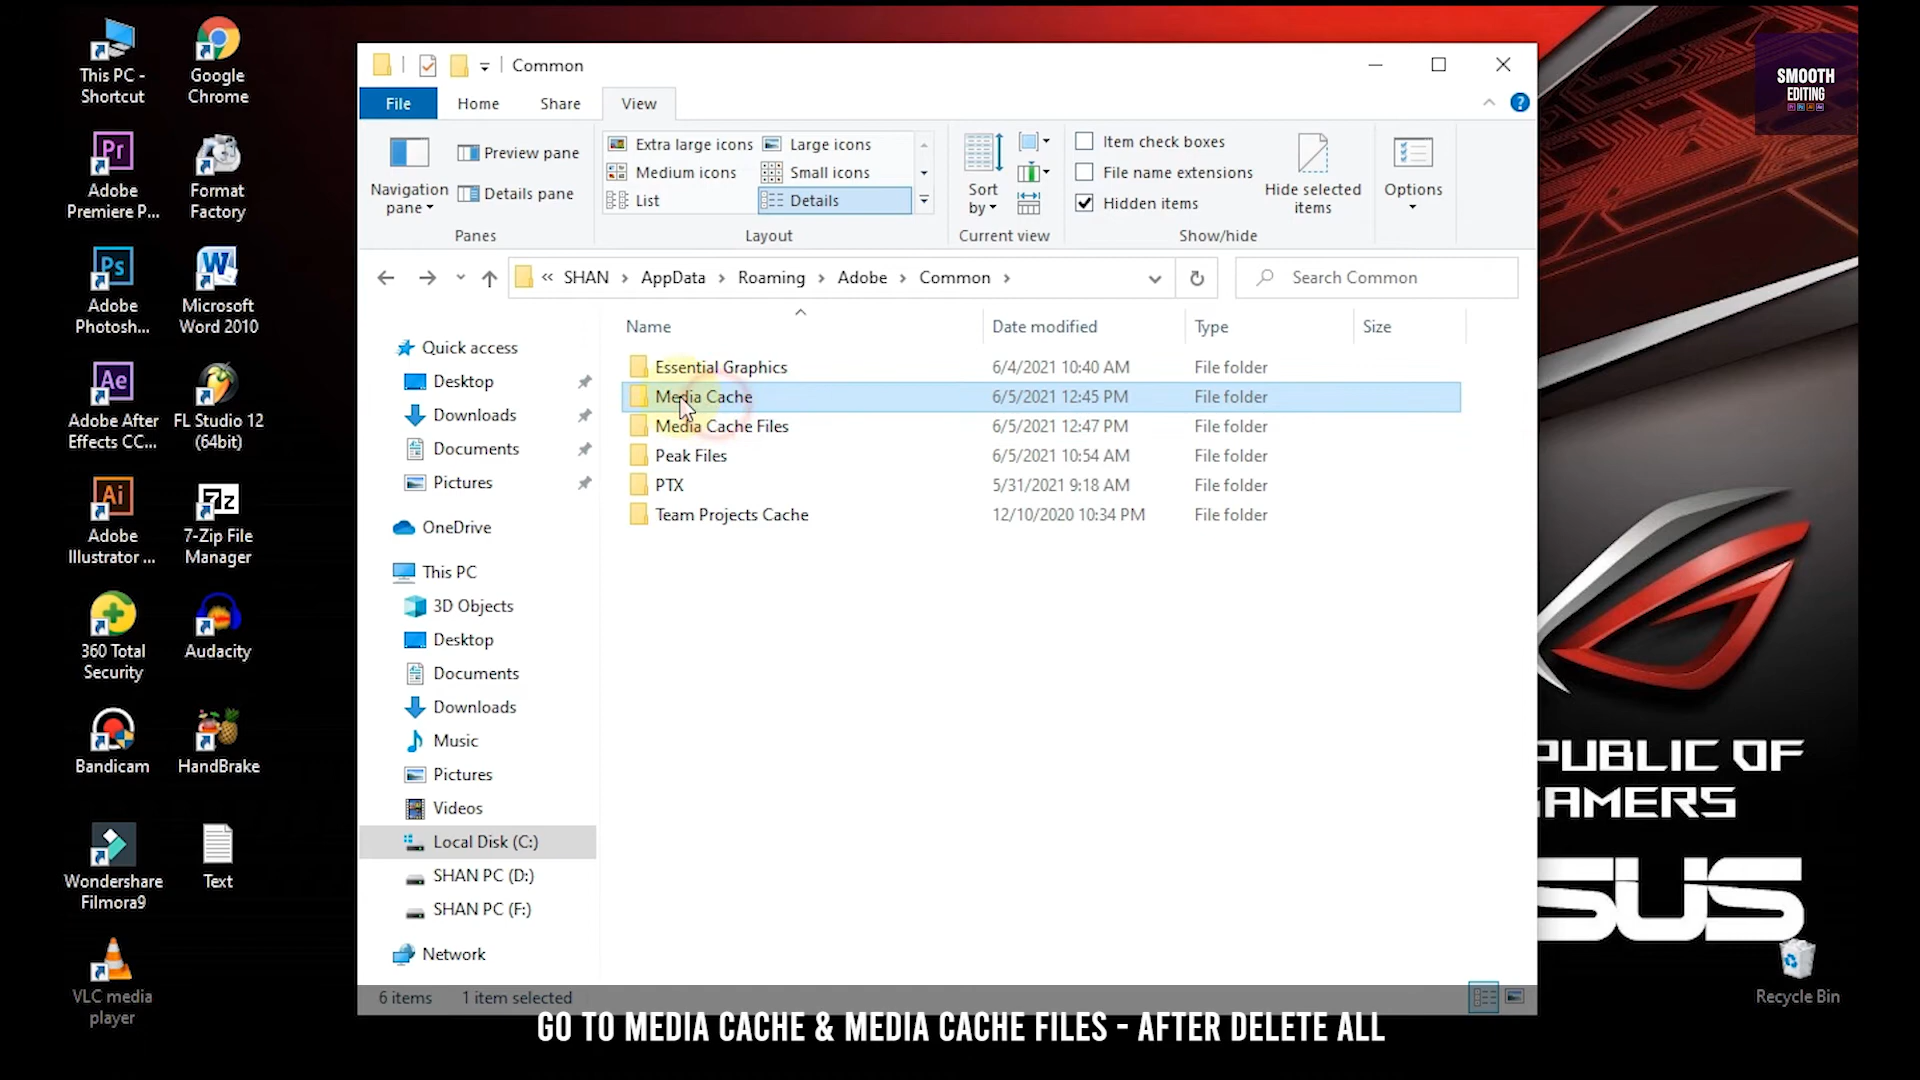 This PC -
Shortcut
Google
Chrome
Pr
Adobe
Premiere P...
Format
Factory
Ps
Adobe
Photosh...
W
Microsoft
Word 2010
Ae
Adobe After
Effects CC...
FL Studio 12
(64bit)
Ai
Adobe
Illustrator ...
7z
7-Zip File
Manager
360 Total
Security
Audacity
Bandicam
HandBrake
Wondershare
Filmora9
Text
VLC media
player
Common
File
Home
Share
View
Navigation
pane
Preview pane
Details pane
Panes
Extra large icons
Large icons
Medium icons
Small icons
List
Details
Layout
Sort
by
Current view
Item check boxes
File name extensions
Hidden items
Hide selected
items
Show/hide
Options
« SHAN > AppData > Roaming > Adobe > Common >
Search Common
Quick access
Desktop
Downloads
Documents
Pictures
OneDrive
This PC
3D Objects
Desktop
Documents
Downloads
Music
Pictures
Videos
Local Disk (C:)
SHAN PC (D:)
SHAN PC (F:)
Network
Name Date modified Type Size
Essential Graphics 6/4/2021 10:40 AM File folder
Media Cache 6/5/2021 12:45 PM File folder
Media Cache Files 6/5/2021 12:47 PM File folder
Peak Files 6/5/2021 10:54 AM File folder
PTX 5/31/2021 9:18 AM File folder
Team Projects Cache 12/10/2020 10:34 PM File folder
6 items 1 item selected
SMOOTH
EDITING
PUBLIC OF
GAMERS
SUS
Recycle Bin
GO TO MEDIA CACHE & MEDIA CACHE FILES - AFTER DELETE ALL